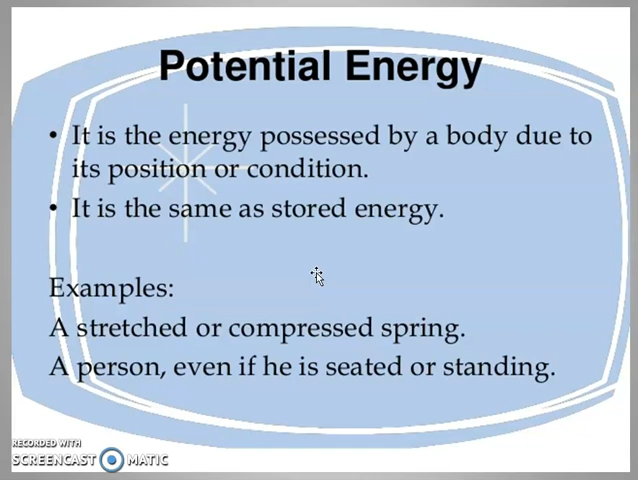 Potential Energy
• It is the energy possessed by a body due to
its position or condition.
• It is the same as stored energy.
Examples:
A stretched or compressed spring.
A person, even if he is seated or standing.
RECORDED WITH
SCREENCAST MATIC